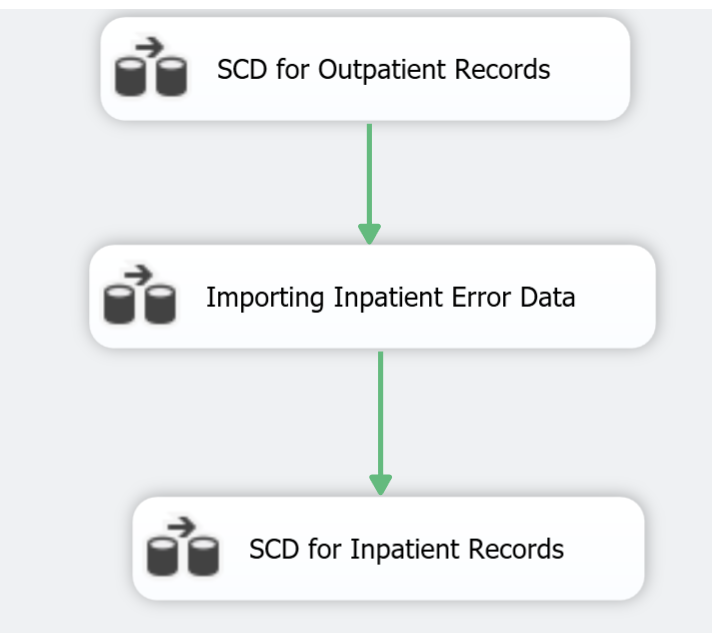 SCD for Outpatient Records
Importing Inpatient Error Data
SCD for Inpatient Records